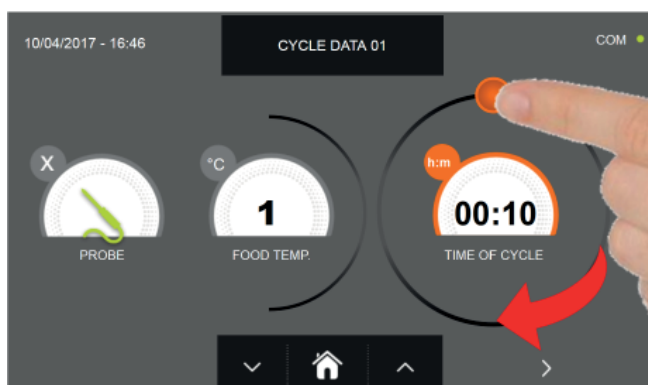 10/04/2017 - 16:46
CYCLE DATA 01
COM
X
°C
h:m
1
00:10
PROBE
FOOD TEMP.
TIME OF CYCLE